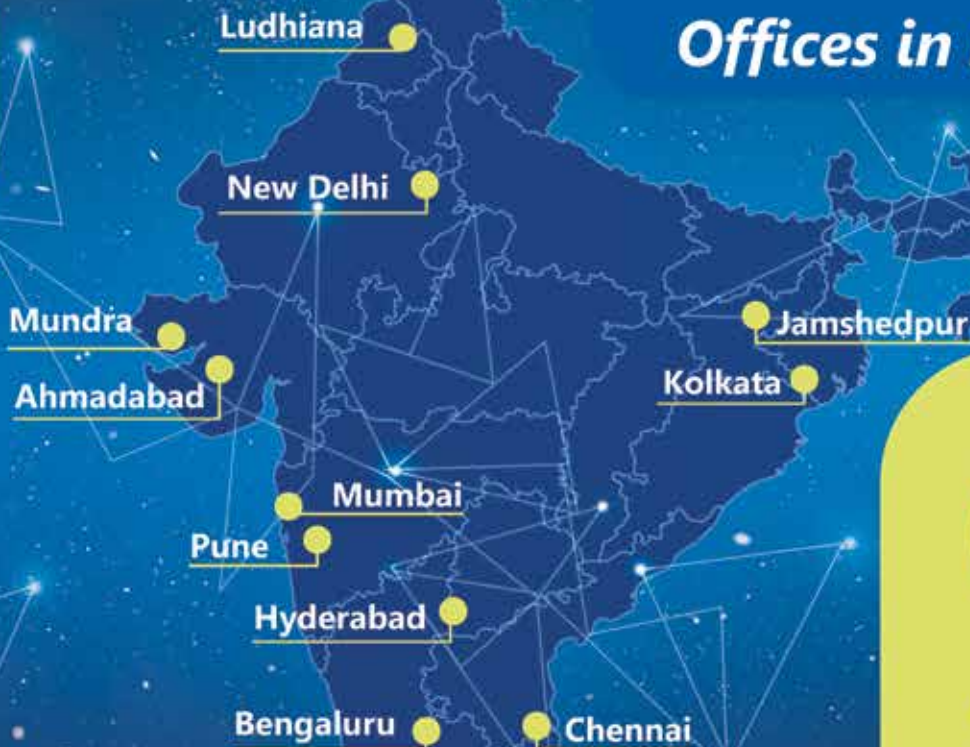 Ludhiana
Offices in
New Delhi
Mundra
Jamshedpur
Ahmadabad
Kolkata
Mumbai
Pune
Hyderabad
Bengaluru
Chennai